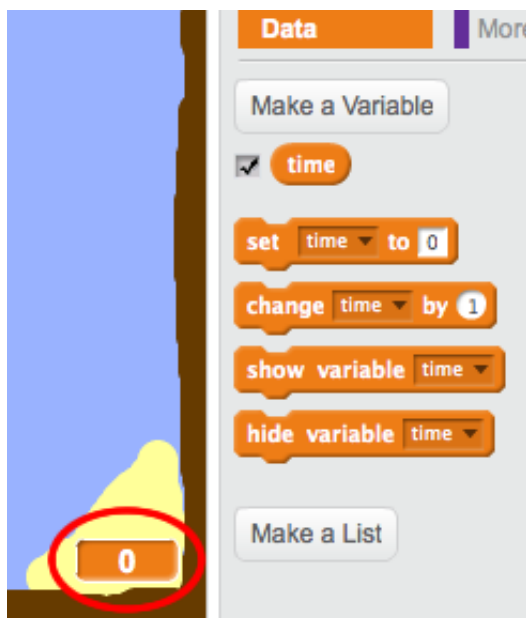 Data More
Make a Variable
time
set time to 0
change time by 1
show variable time
hide variable time
0
Make a List